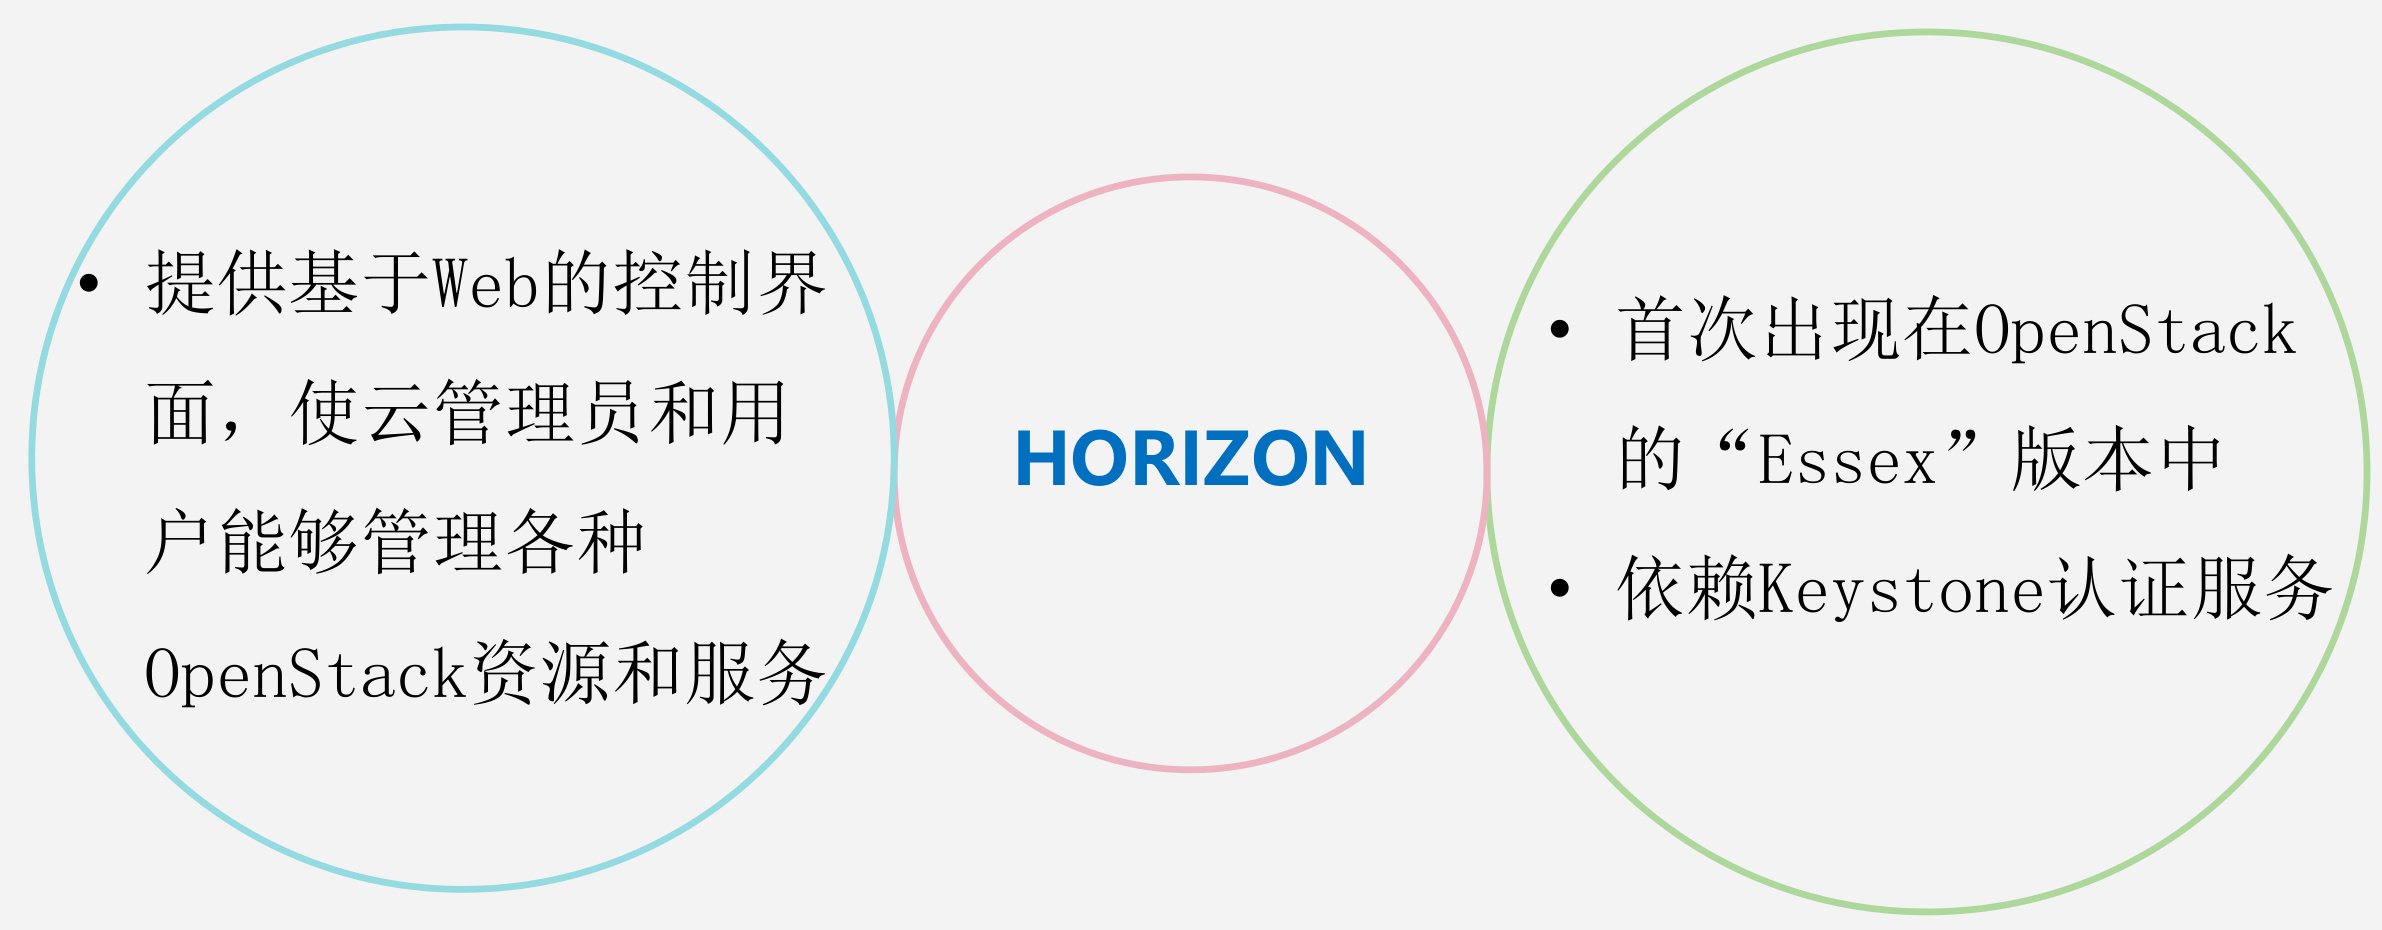 • 提供基于Web的控制界
面，使云管理员和用
户能够管理各种
OpenStack资源和服务
HORIZON
• 首次出现在OpenStack
的“Essex”版本中
• 依赖Keystone认证服务